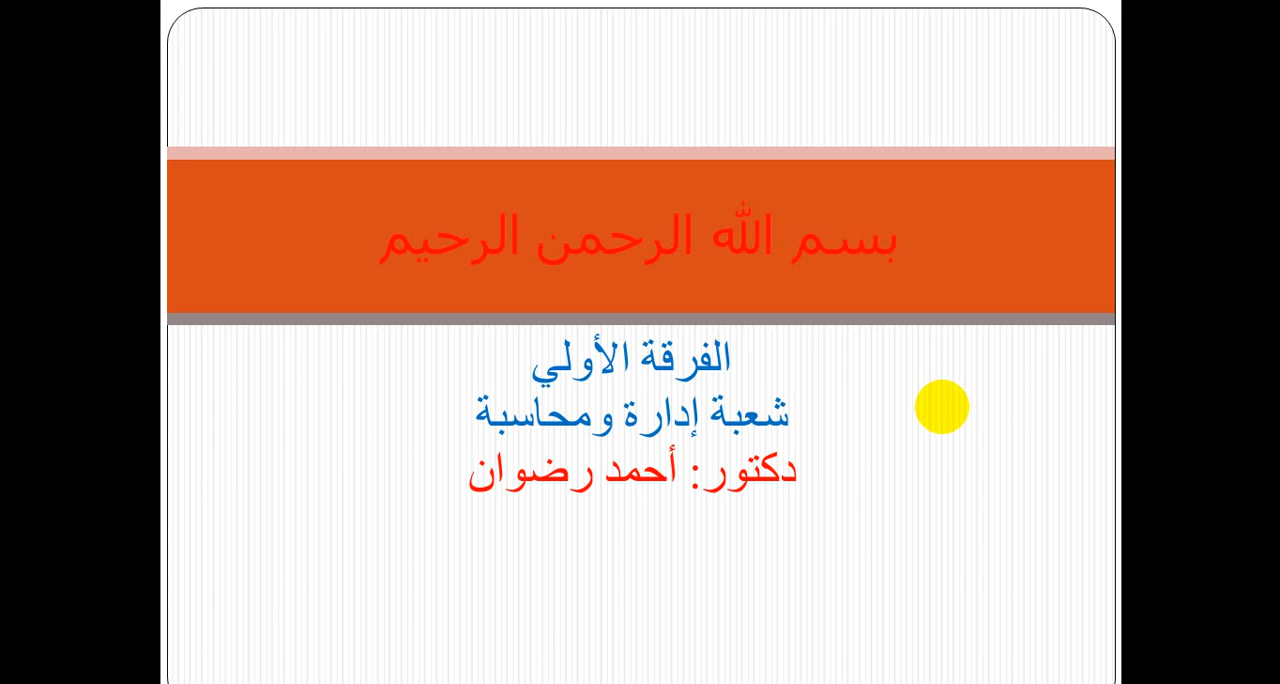 بسم الله الرحمن الرحيم
الفرقة الأولي
شعبة إدارة ومحاسبة
دكتور: أحمد رضوان